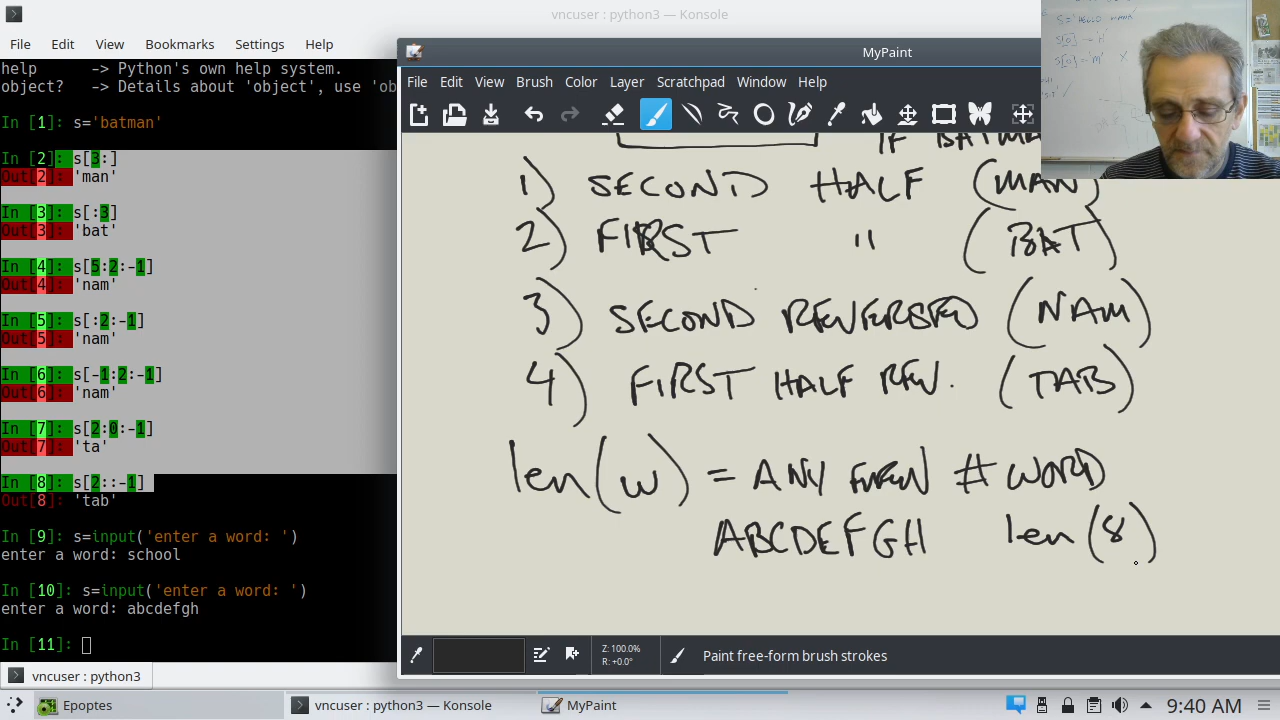 vncuser : python3 — Konsole
File Edit View Bookmarks Settings Help
help      -> Python's own help system.
object?   -> Details about 'object', use 'ob
In [1]: s='batman'
In [2]: s[3:]
Out[2]: 'man'
In [3]: s[:3]
Out[3]: 'bat'
In [4]: s[5:2:-1]
Out[4]: 'nam'
In [5]: s[:2:-1]
Out[5]: 'nam'
In [6]: s[-1:2:-1]
Out[6]: 'nam'
In [7]: s[2:0:-1]
Out[7]: 'ta'
In [8]: s[2::-1]
Out[8]: 'tab'
In [9]: s=input('enter a word: ')
enter a word: school
In [10]: s=input('enter a word: ')
enter a word: abcdefgh
In [11]:
vncuser : python3
MyPaint
File Edit View Brush Color Layer Scratchpad Window Help
IF BATMA
1) SECOND HALF (MAN)
2) FIRST " (BAT)
3) SECOND REVERSED (NAM)
4) FIRST HALF REV. (TAB)
len(w) = ANY EVEN # WORD
ABCDEFGH len(8)
Z: 100.0%
R: +0.0°
Paint free-form brush strokes
S='HELLO
s[0] → 'H'
s[0] = 'm' X
Epoptes
vncuser : python3 — Konsole
MyPaint
9:40 AM